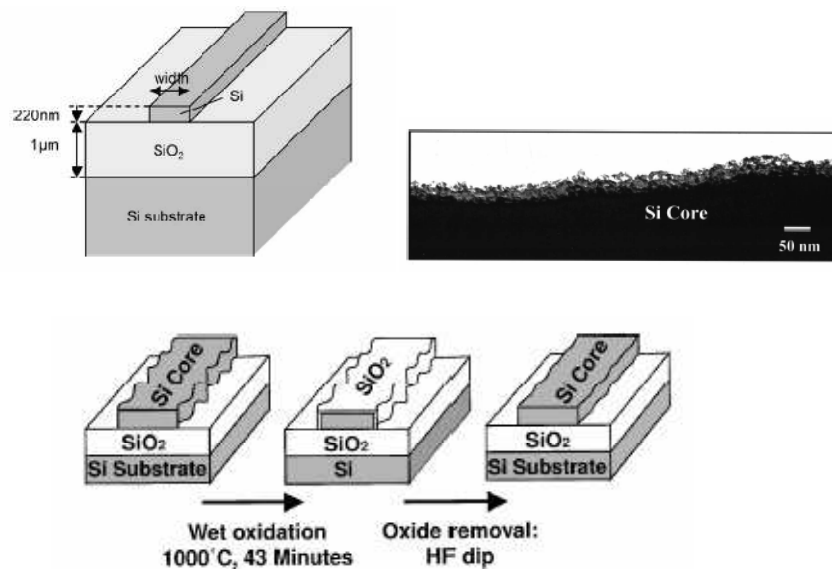 width
Si
220nm
1μm
SiO₂
Si substrate
Si Core
50 nm
Si Core
SiO₂
Si Substrate
SiO₂
SiO₂
Si
Si Core
SiO₂
Si Substrate
Wet oxidation
1000°C, 43 Minutes
Oxide removal:
HF dip